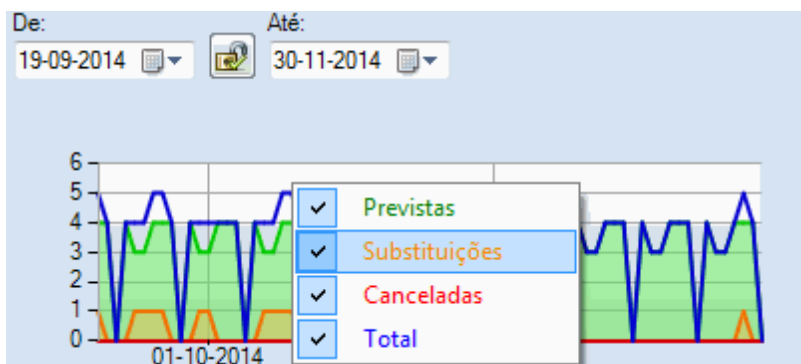 De: Até:
19-09-2014 30-11-2014
6
5
4
3
2
1
0
01-10-2014
Previstas
Substituições
Canceladas
Total